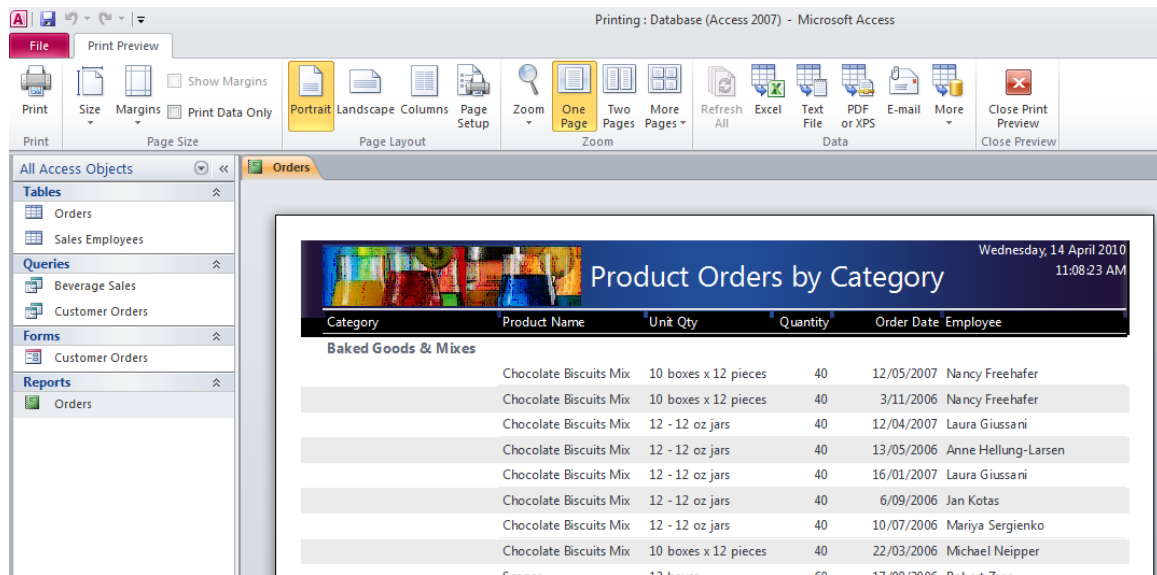 Printing : Database (Access 2007) - Microsoft Access
File Print Preview
Print Size Margins Show Margins Print Data Only Portrait Landscape Columns Page Setup Zoom One Page Two Pages More Pages Refresh All Excel Text File PDF or XPS E-mail More Close Print Preview
Print Page Size Page Layout Zoom Data Close Preview
All Access Objects
Tables
Orders
Sales Employees
Queries
Beverage Sales
Customer Orders
Forms
Customer Orders
Reports
Orders
Orders
Wednesday, 14 April 2010
11:08:23 AM
Product Orders by Category
Category Product Name Unit Qty Quantity Order Date Employee
Baked Goods & Mixes
Chocolate Biscuits Mix 10 boxes x 12 pieces 40 12/05/2007 Nancy Freehafer
Chocolate Biscuits Mix 10 boxes x 12 pieces 40 3/11/2006 Nancy Freehafer
Chocolate Biscuits Mix 12 - 12 oz jars 40 12/04/2007 Laura Giussani
Chocolate Biscuits Mix 12 - 12 oz jars 40 13/05/2006 Anne Hellung-Larsen
Chocolate Biscuits Mix 12 - 12 oz jars 40 16/01/2007 Laura Giussani
Chocolate Biscuits Mix 12 - 12 oz jars 40 6/09/2006 Jan Kotas
Chocolate Biscuits Mix 12 - 12 oz jars 40 10/07/2006 Mariya Sergienko
Chocolate Biscuits Mix 10 boxes x 12 pieces 40 22/03/2006 Michael Neipper